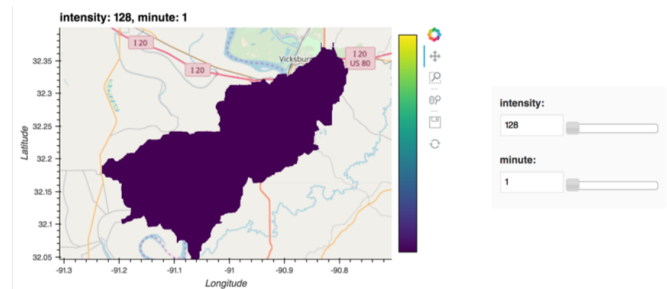 intensity: 128, minute: 1
I 20
I 20
Vicksburg
I 20
US 80
32.35
32.3
32.25
32.2
32.15
32.1
32.05
Latitude
-91.3
-91.2
-91.1
-91
-90.9
-90.8
Longitude
intensity:
128
minute:
1